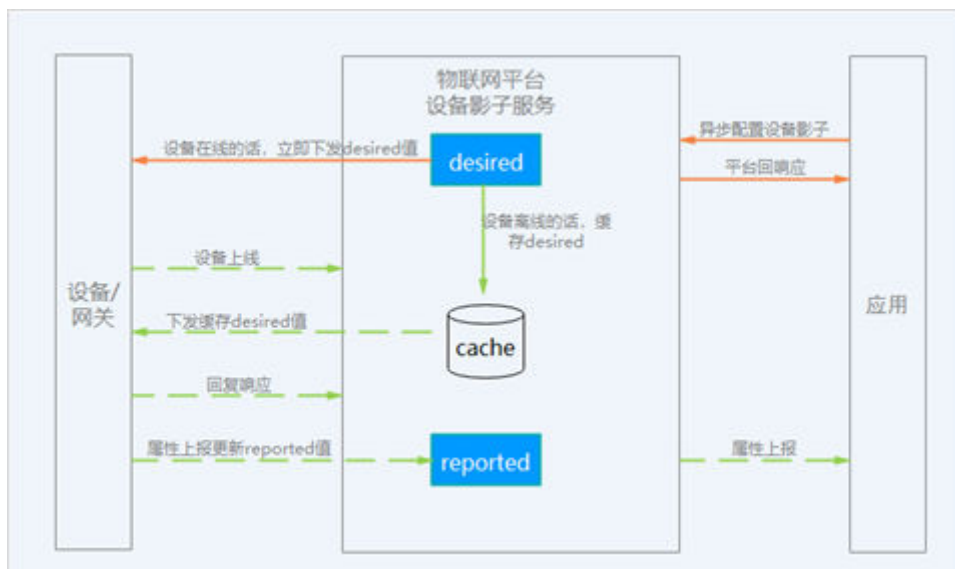 物联网平台
设备影子服务
异步配置设备影子
设备在线的话，立即下发desired值
desired
平台回响应
设备离线的话，缓
存desired
设备上线
设备/
网关
下发缓存desired值
cache
应用
回复响应
属性上报更新reported值
reported
属性上报